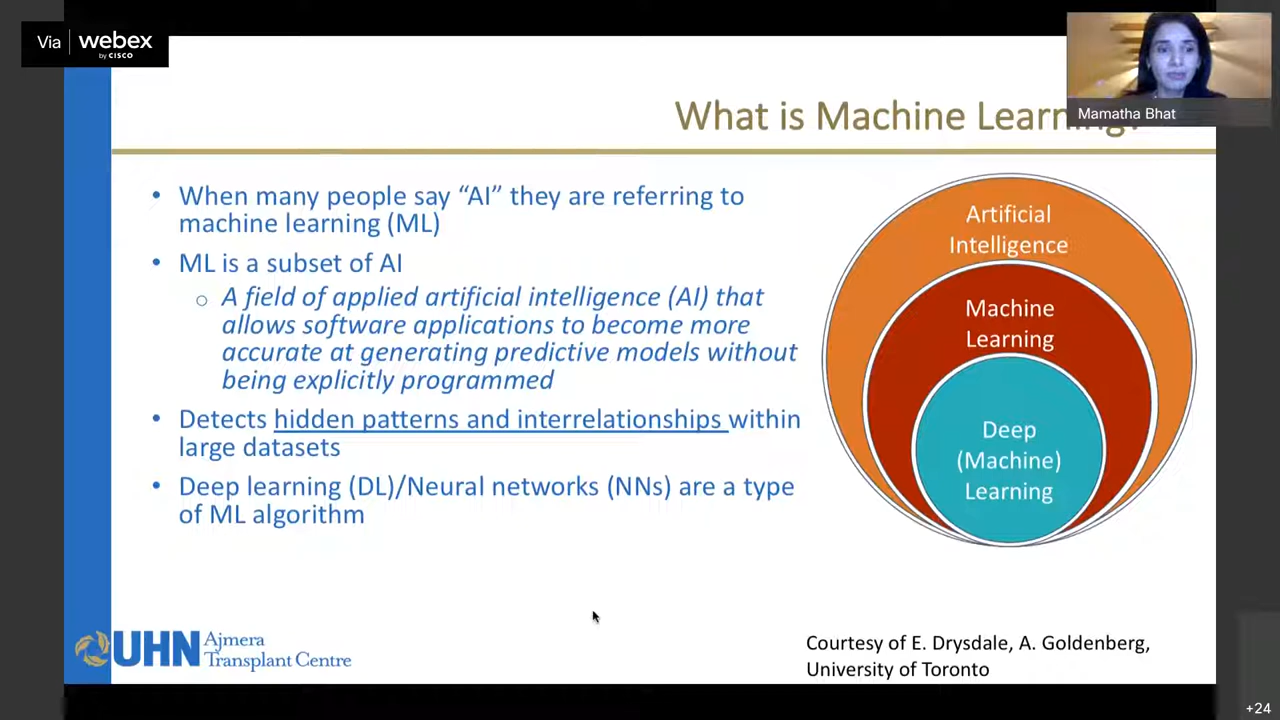 Via webex
by CISCO
Mamatha Bhat
What is Machine Learning?
• When many people say “AI” they are referring to
machine learning (ML)
• ML is a subset of AI
o A field of applied artificial intelligence (AI) that
allows software applications to become more
accurate at generating predictive models without
being explicitly programmed
• Detects hidden patterns and interrelationships within
large datasets
• Deep learning (DL)/Neural networks (NNs) are a type
of ML algorithm
Artificial
Intelligence
Machine
Learning
Deep
(Machine)
Learning
UHN Ajmera
Transplant Centre
Courtesy of E. Drysdale, A. Goldenberg,
University of Toronto
+24